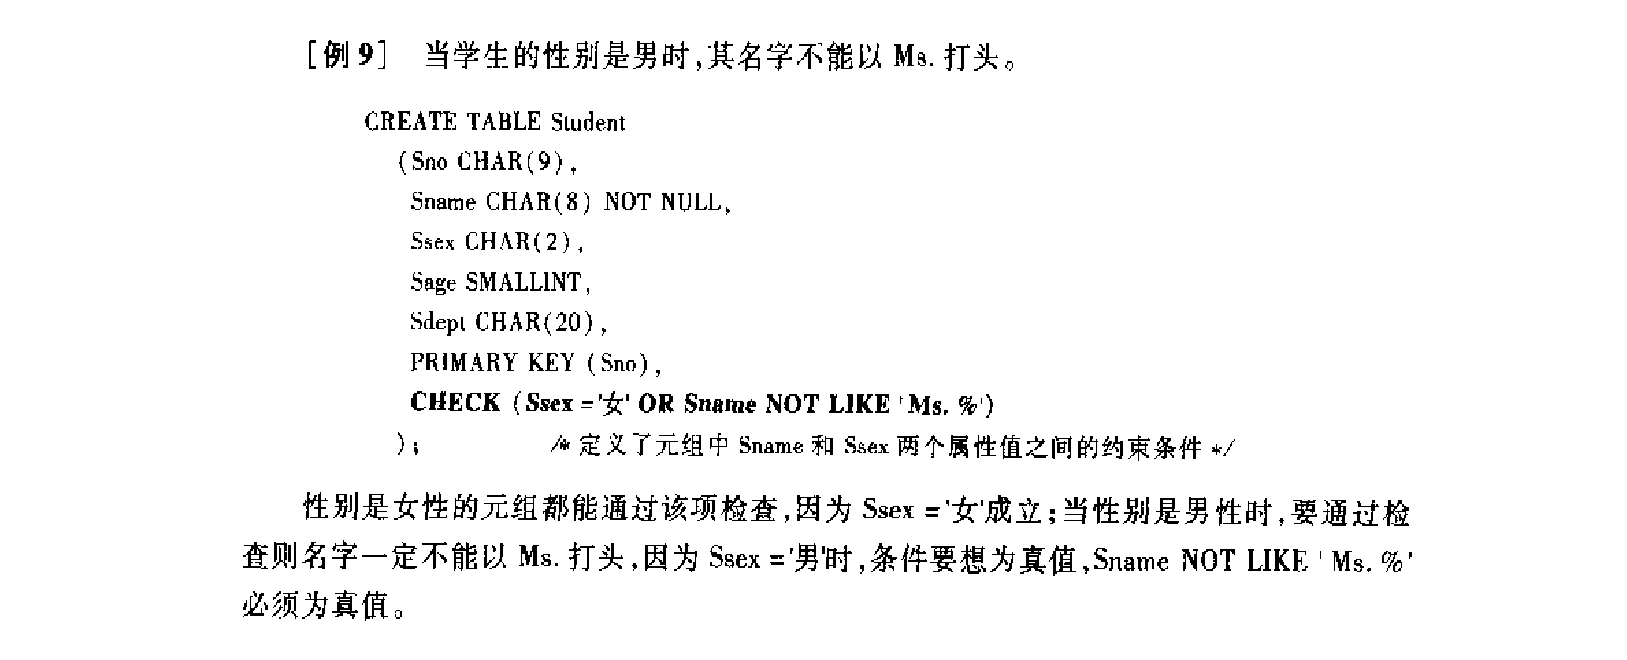 [例9] 当学生的性别是男时,其名字不能以 Ms. 打头。
CREATE TABLE Student
(Sno CHAR(9),
Sname CHAR(8) NOT NULL,
Ssex CHAR(2),
Sage SMALLINT,
Sdept CHAR(20),
PRIMARY KEY (Sno),
CHECK (Ssex ='女' OR Sname NOT LIKE 'Ms. %')
); /* 定义了元组中 Sname 和 Ssex 两个属性值之间的约束条件 */
性别是女性的元组都能通过该项检查,因为 Ssex ='女'成立;当性别是男性时,要通过检
查则名字一定不能以 Ms. 打头,因为 Ssex ='男'时,条件要想为真值,Sname NOT LIKE ' Ms. %'
必须为真值。